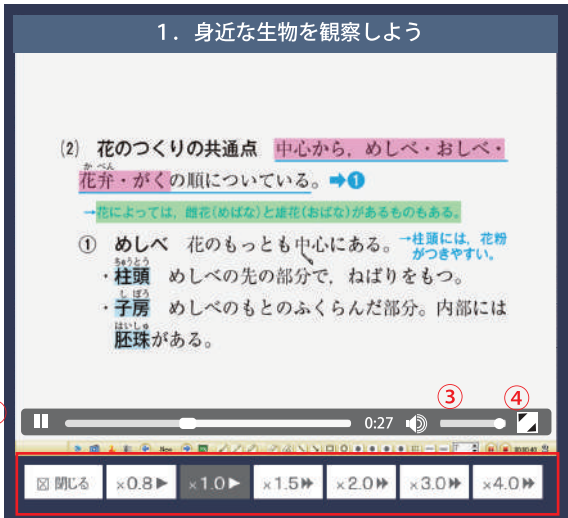 1．身近な生物を観察しよう
(2) 花のつくりの共通点 中心から，めしべ・おしべ・
かべん
花弁・がくの順についている。➡❶
→花によっては，雌花(めばな)と雄花(おばな)があるものもある。
① めしべ 花のもっとも中心にある。
→柱頭には，花粉
がつきやすい。
ちゅうとう
・柱頭 めしべの先の部分で，ねばりをもつ。
しぼう
・子房 めしべのもとのふくらんだ部分。内部には
はいしゅ
胚珠がある。
③ ④
0:27
New
閉じる ×0.8 ×1.0 ×1.5 ×2.0 ×3.0 ×4.0